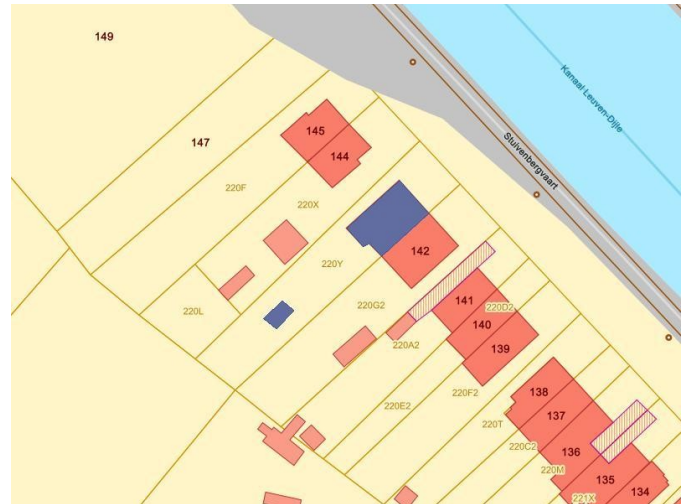 149
Kanaal Leuven-Dijle
145
Stuivenbergvaart
147
144
220F
220X
142
220Y
141
220D2
220G2
220L
140
139
220A2
138
220E2
220F2
137
220T
136
220C2
220M
135
134
221X